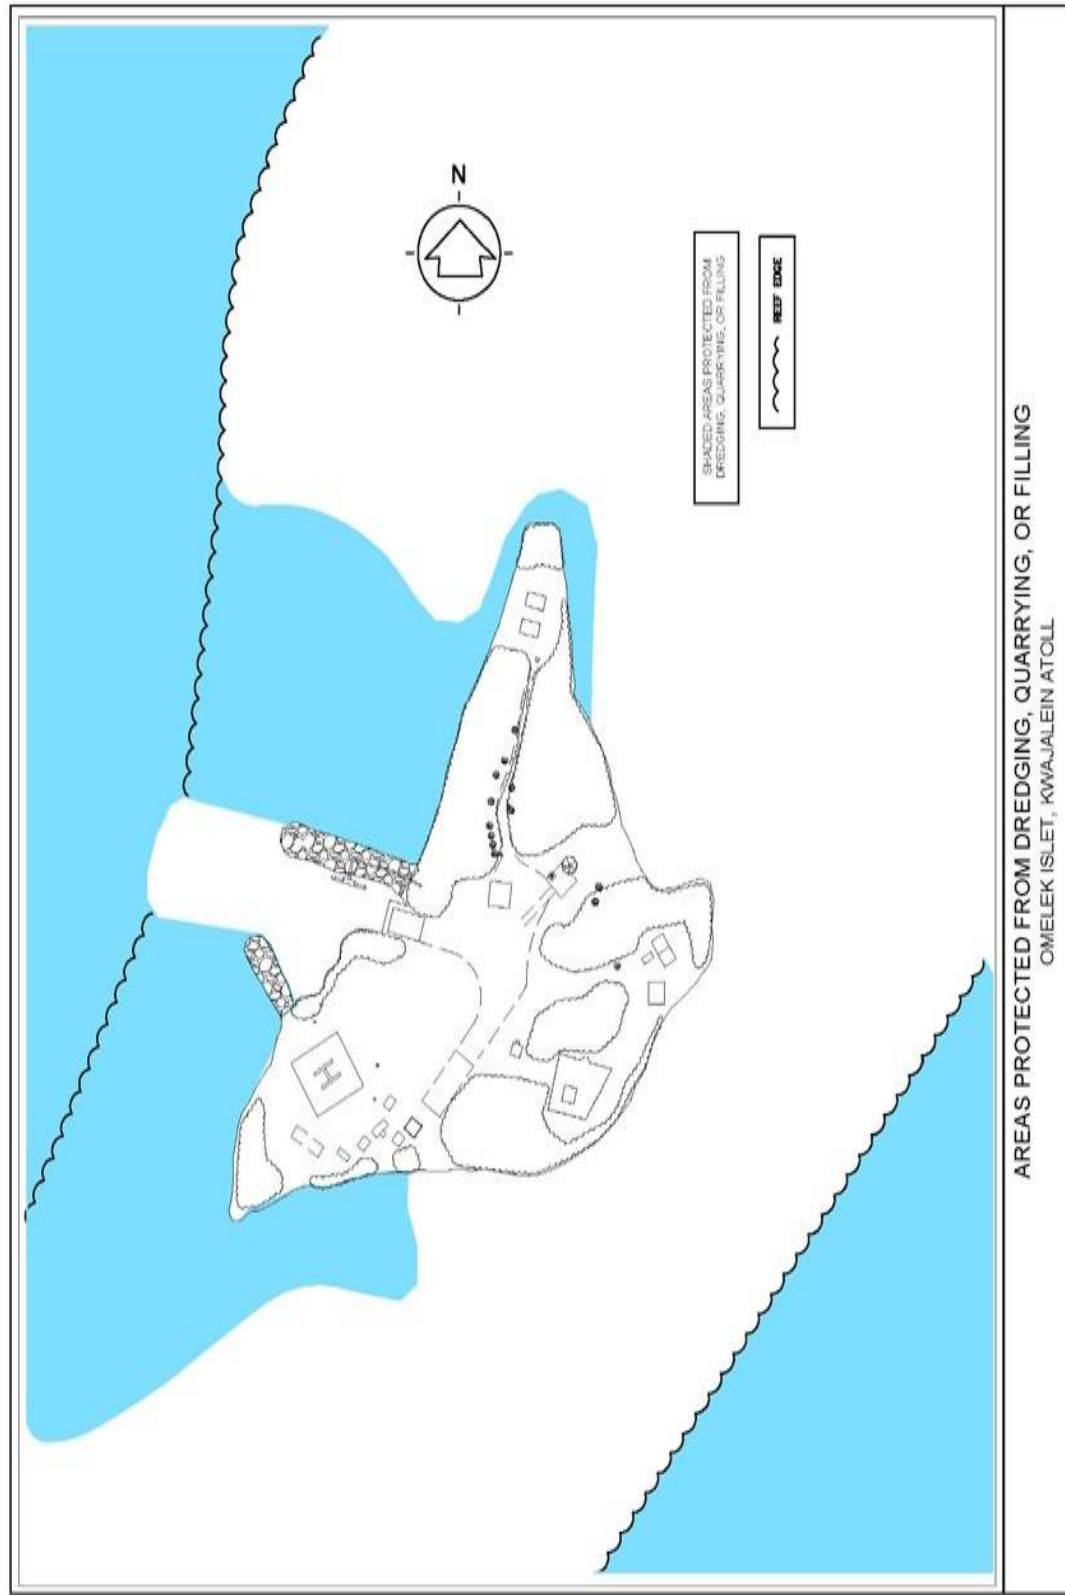 N
SHADED AREAS PROTECTED FROM
DREDGING, QUARRYING, OR FILLING
REEF EDGE
H
AREAS PROTECTED FROM DREDGING, QUARRYING, OR FILLING
OMELEK ISLET, KWAJALEIN ATOLL